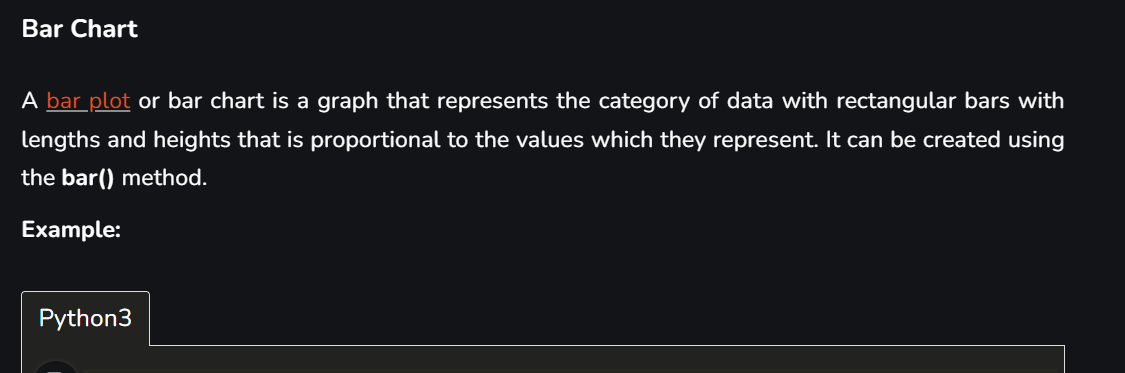 Bar Chart
A bar plot or bar chart is a graph that represents the category of data with rectangular bars with
lengths and heights that is proportional to the values which they represent. It can be created using
the bar() method.
Example:
Python3